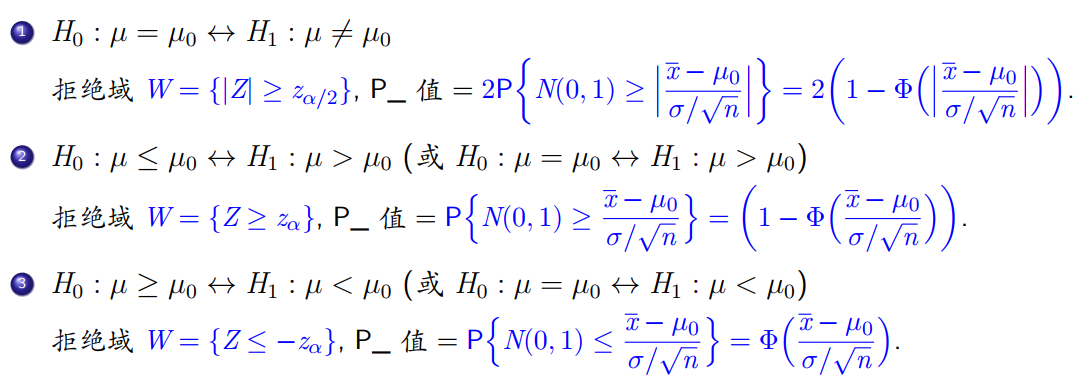 1 H₀ : μ = μ₀ ↔ H₁ : μ ≠ μ₀
拒绝域 W = {|Z| ≥ z_{α/2}}, P_ 值 = 2P{N(0, 1) ≥ |(x̄ − μ₀)/(σ/√n)|} = 2(1 − Φ(|(x̄ − μ₀)/(σ/√n)|)).
2 H₀ : μ ≤ μ₀ ↔ H₁ : μ > μ₀ (或 H₀ : μ = μ₀ ↔ H₁ : μ > μ₀)
拒绝域 W = {Z ≥ z_α}, P_ 值 = P{N(0, 1) ≥ (x̄ − μ₀)/(σ/√n)} = (1 − Φ((x̄ − μ₀)/(σ/√n))).
3 H₀ : μ ≥ μ₀ ↔ H₁ : μ < μ₀ (或 H₀ : μ = μ₀ ↔ H₁ : μ < μ₀)
拒绝域 W = {Z ≤ −z_α}, P_ 值 = P{N(0, 1) ≤ (x̄ − μ₀)/(σ/√n)} = Φ((x̄ − μ₀)/(σ/√n)).